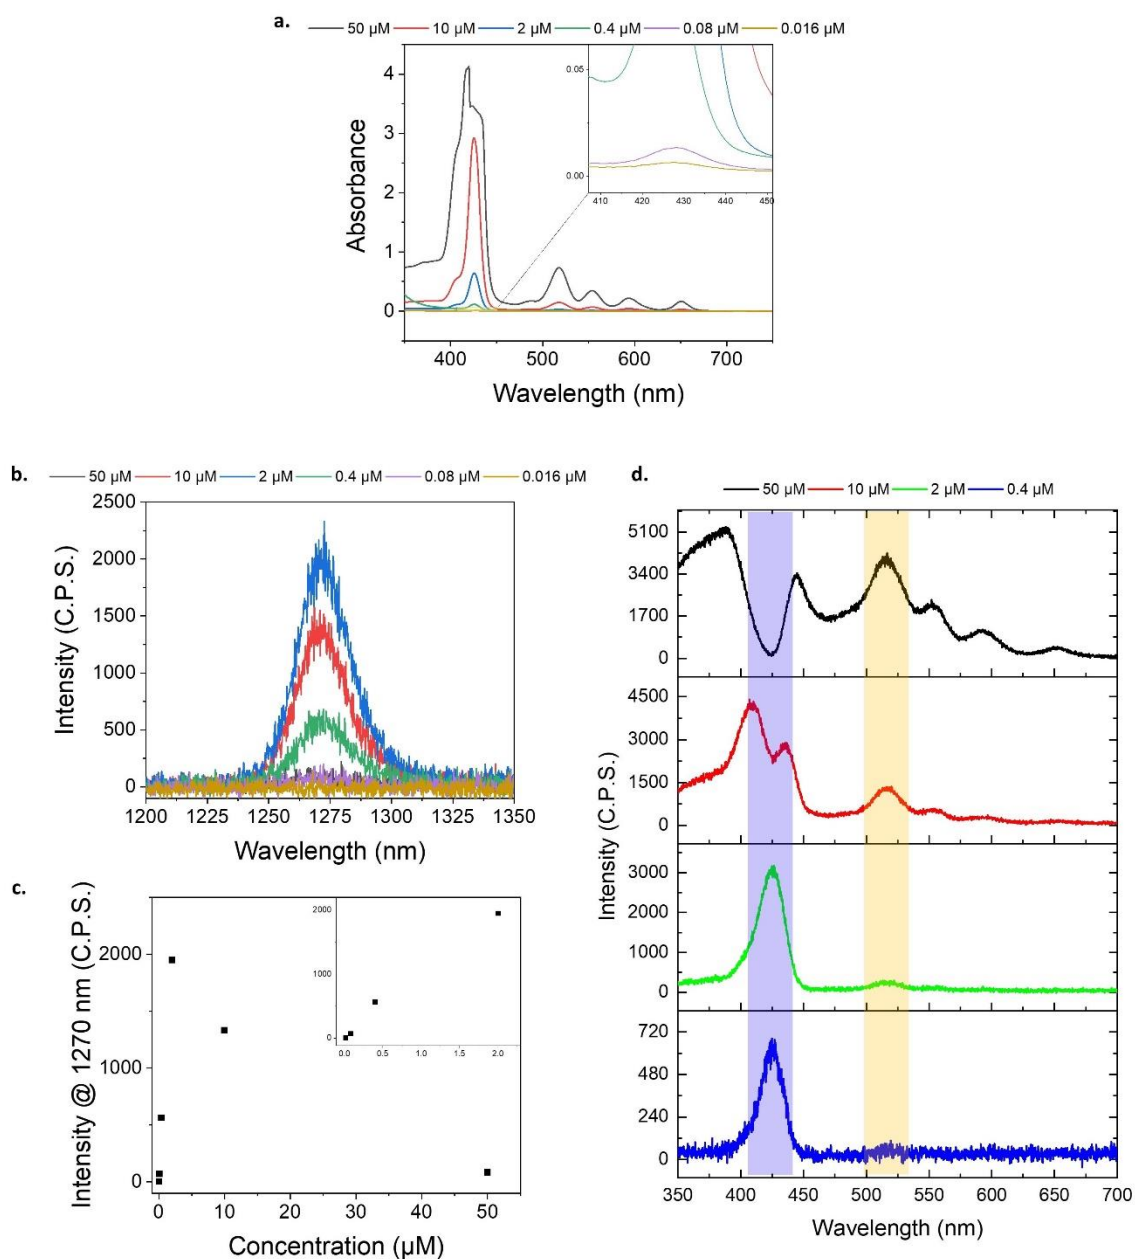 a.
50 µM 10 µM 2 µM 0.4 µM 0.08 µM 0.016 µM
4
3
2
1
0
Absorbance
400 500 600 700
Wavelength (nm)
0.05
0.00
410 420 430 440 450
b.
50 µM 10 µM 2 µM 0.4 µM 0.08 µM 0.016 µM
2500
2000
1500
1000
500
0
Intensity (C.P.S.)
1200 1225 1250 1275 1300 1325 1350
Wavelength (nm)
c.
2000
1000
0
Intensity @ 1270 nm (C.P.S.)
0 10 20 30 40 50
Concentration (µM)
2000
1000
0
0.0 0.5 1.0 1.5 2.0
d.
50 µM 10 µM 2 µM 0.4 µM
5100
3400
1700
0
4500
3000
1500
0
3000
2000
1000
0
720
480
240
0
Intensity (C.P.S.)
350 400 450 500 550 600 650 700
Wavelength (nm)